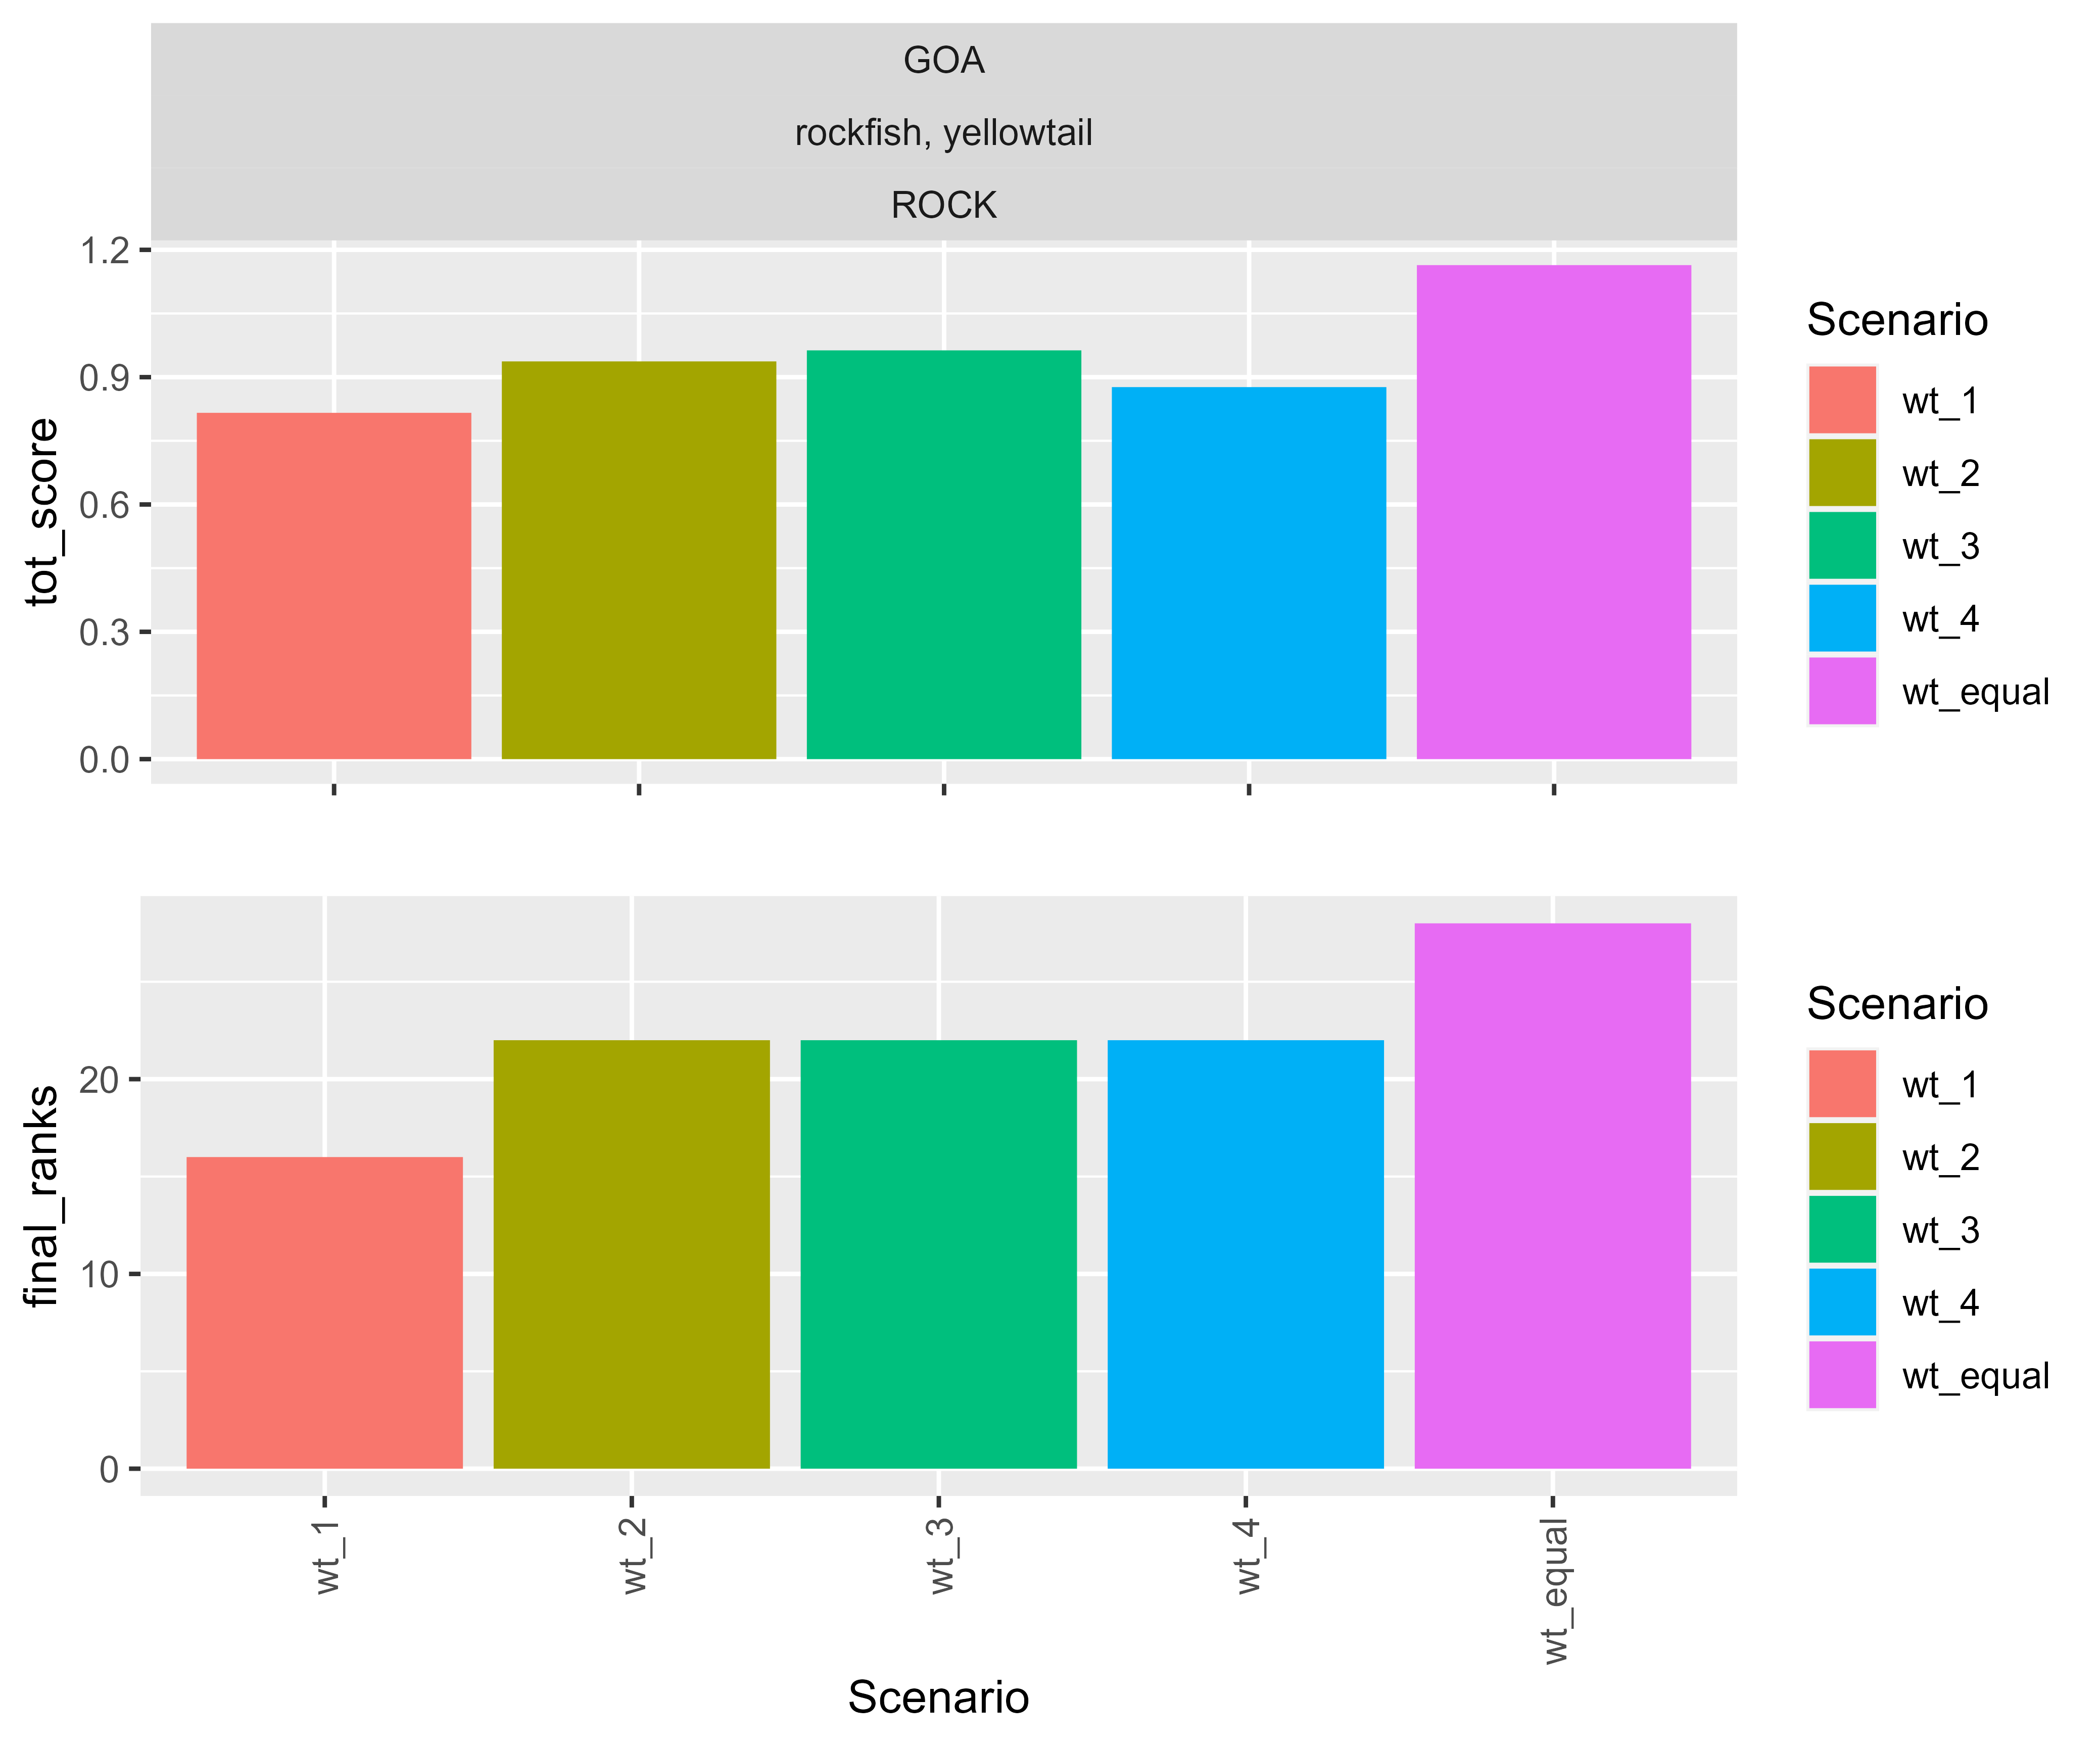 GOA
rockfish, yellowtail
ROCK
tot_score
1.2
0.9
0.6
0.3
0.0
Scenario
wt_1
wt_2
wt_3
wt_4
wt_equal
final_ranks
20
10
0
wt_1
wt_2
wt_3
wt_4
wt_equal
Scenario
Scenario
wt_1
wt_2
wt_3
wt_4
wt_equal